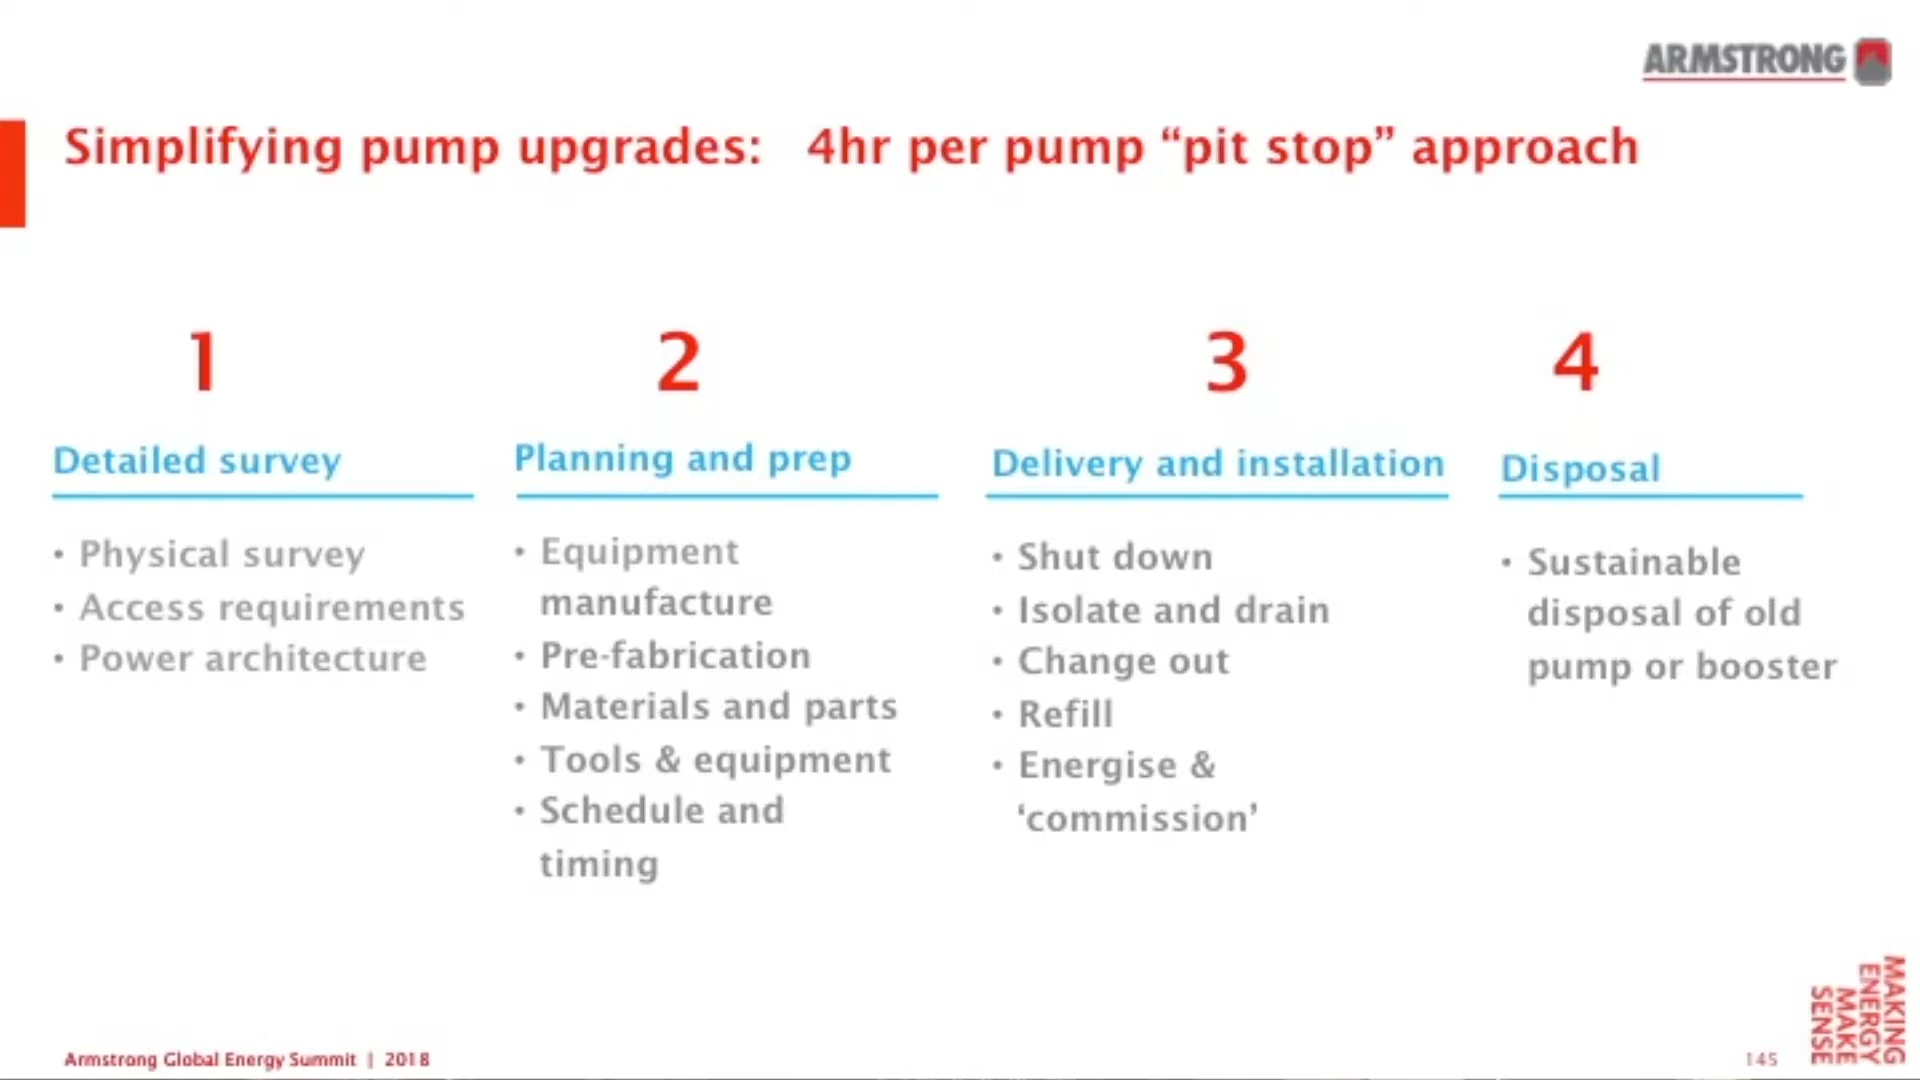 ARMSTRONG
Simplifying pump upgrades: 4hr per pump “pit stop” approach
1
Detailed survey
• Physical survey
• Access requirements
• Power architecture
2
Planning and prep
• Equipment
manufacture
• Pre-fabrication
• Materials and parts
• Tools & equipment
• Schedule and
timing
3
Delivery and installation
• Shut down
• Isolate and drain
• Change out
• Refill
• Energise &
‘commission’
4
Disposal
• Sustainable
disposal of old
pump or booster
Armstrong Global Energy Summit | 2018
145
MAKING
ENERGY
MAKE
SENSE